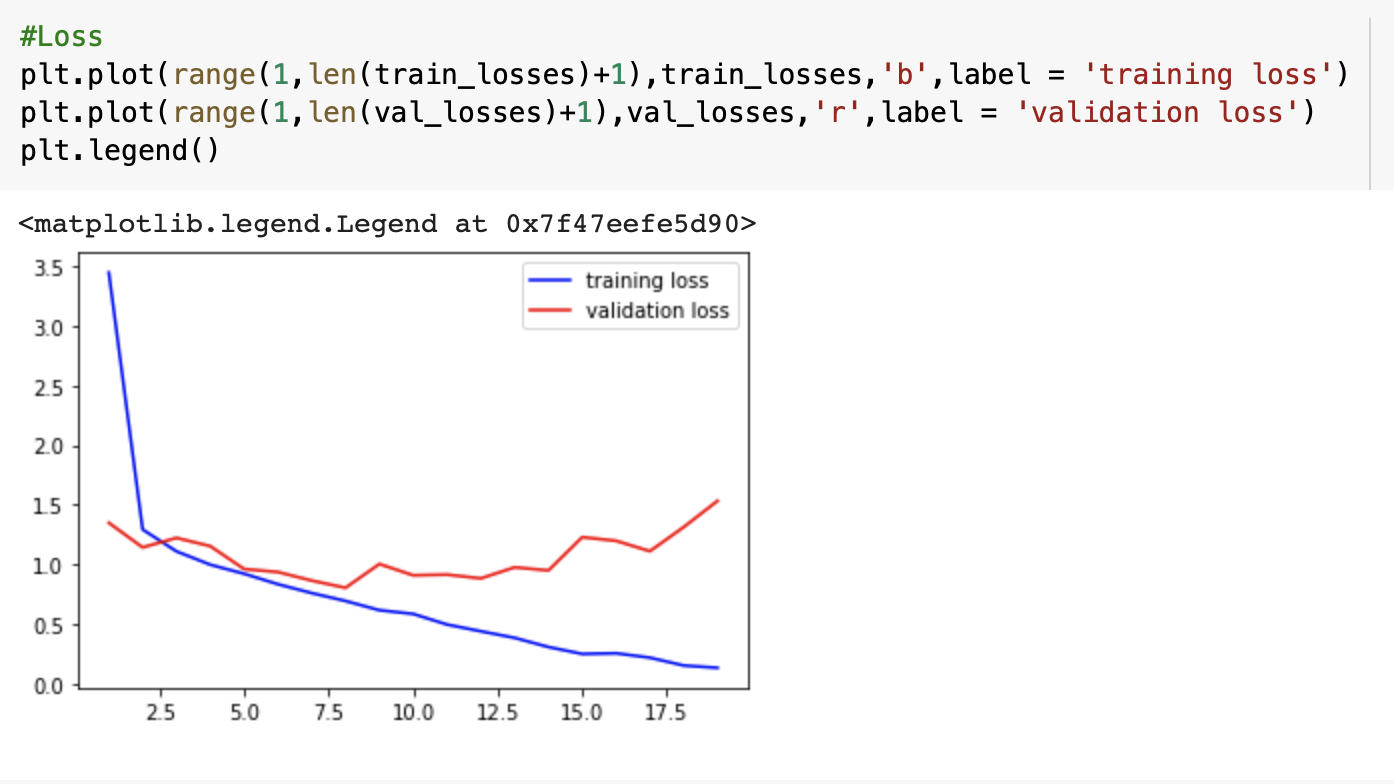 #Loss
plt.plot(range(1,len(train_losses)+1),train_losses,'b',label = 'training loss')
plt.plot(range(1,len(val_losses)+1),val_losses,'r',label = 'validation loss')
plt.legend()
<matplotlib.legend.Legend at 0x7f47eefe5d90>
3.5
3.0
2.5
2.0
1.5
1.0
0.5
0.0
training loss
validation loss
2.5 5.0 7.5 10.0 12.5 15.0 17.5